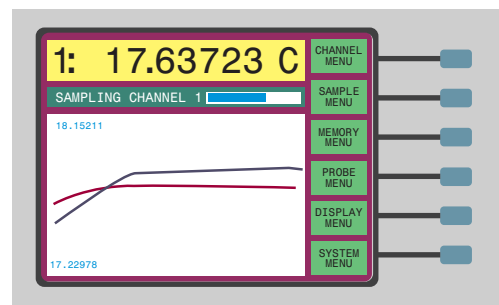 1: 17.63723 C
SAMPLING CHANNEL 1
18.15211
17.22978
CHANNEL
MENU
SAMPLE
MENU
MEMORY
MENU
PROBE
MENU
DISPLAY
MENU
SYSTEM
MENU